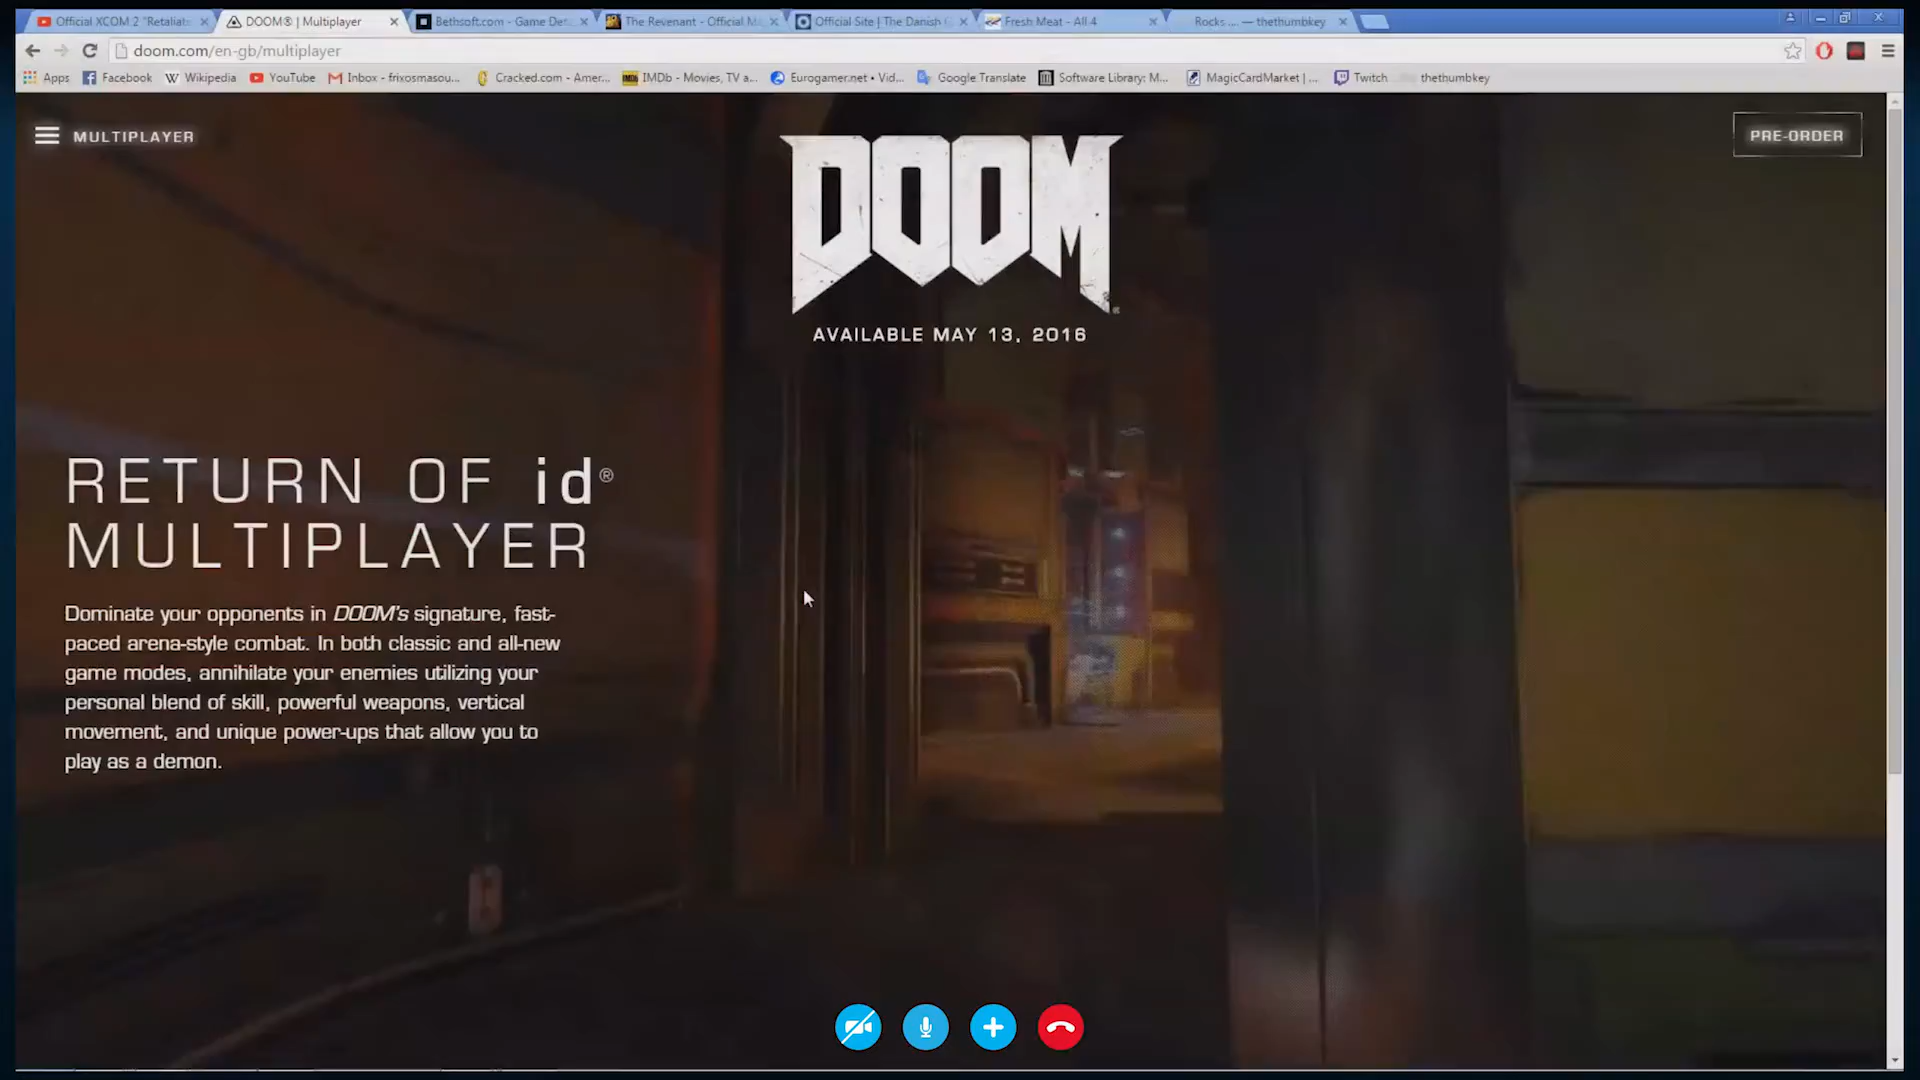 Official XCOM 2 "Retaliat
DOOM® | Multiplayer
Bethsoft.com - Game Det
The Revenant - Official M
Official Site | The Danish G
Fresh Meat - All 4
Rocks .... — thethumbkey
doom.com/en-gb/multiplayer
Apps
Facebook
Wikipedia
YouTube
Inbox - frixosmasou...
Cracked.com - Amer...
IMDb - Movies, TV a...
Eurogamer.net • Vid...
Google Translate
Software Library: M...
MagicCardMarket | ...
Twitch
thethumbkey
MULTIPLAYER
DOOM
PRE-ORDER
AVAILABLE MAY 13, 2016
RETURN OF id®
MULTIPLAYER
Dominate your opponents in DOOM's signature, fast-
paced arena-style combat. In both classic and all-new
game modes, annihilate your enemies utilizing your
personal blend of skill, powerful weapons, vertical
movement, and unique power-ups that allow you to
play as a demon.